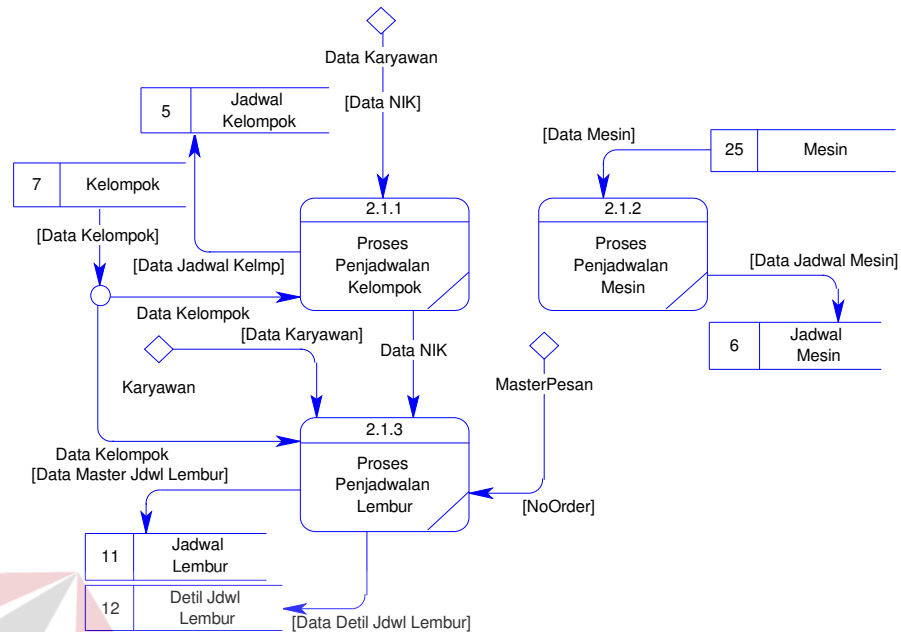 Data Karyawan
[Data NIK]
5
Jadwal
Kelompok
[Data Mesin]
25
Mesin
7
Kelompok
2.1.1
Proses
Penjadwalan
Kelompok
2.1.2
Proses
Penjadwalan
Mesin
[Data Kelompok]
[Data Jadwal Kelmp]
[Data Jadwal Mesin]
Data Kelompok
6
Jadwal
Mesin
[Data Karyawan]
Data NIK
Karyawan
MasterPesan
2.1.3
Proses
Penjadwalan
Lembur
Data Kelompok
[Data Master Jdwl Lembur]
[NoOrder]
11
Jadwal
Lembur
12
Detil Jdwl
Lembur
[Data Detil Jdwl Lembur]